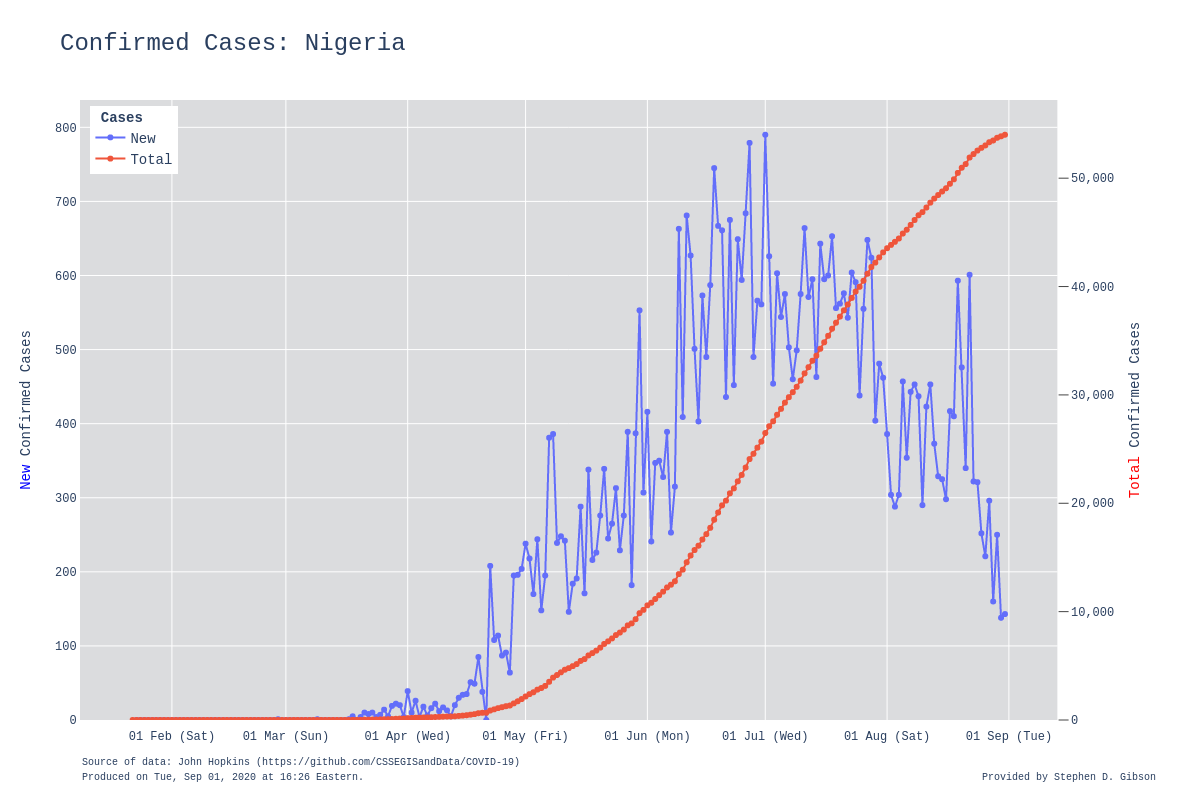 Confirmed Cases: Nigeria
Cases
New
Total
800
700
600
500
400
300
200
100
0
50,000
40,000
30,000
20,000
10,000
0
New Confirmed Cases
Total Confirmed Cases
01 Feb (Sat)
01 Mar (Sun)
01 Apr (Wed)
01 May (Fri)
01 Jun (Mon)
01 Jul (Wed)
01 Aug (Sat)
01 Sep (Tue)
Source of data: John Hopkins (https://github.com/CSSEGISandData/COVID-19)
Produced on Tue, Sep 01, 2020 at 16:26 Eastern.
Provided by Stephen D. Gibson